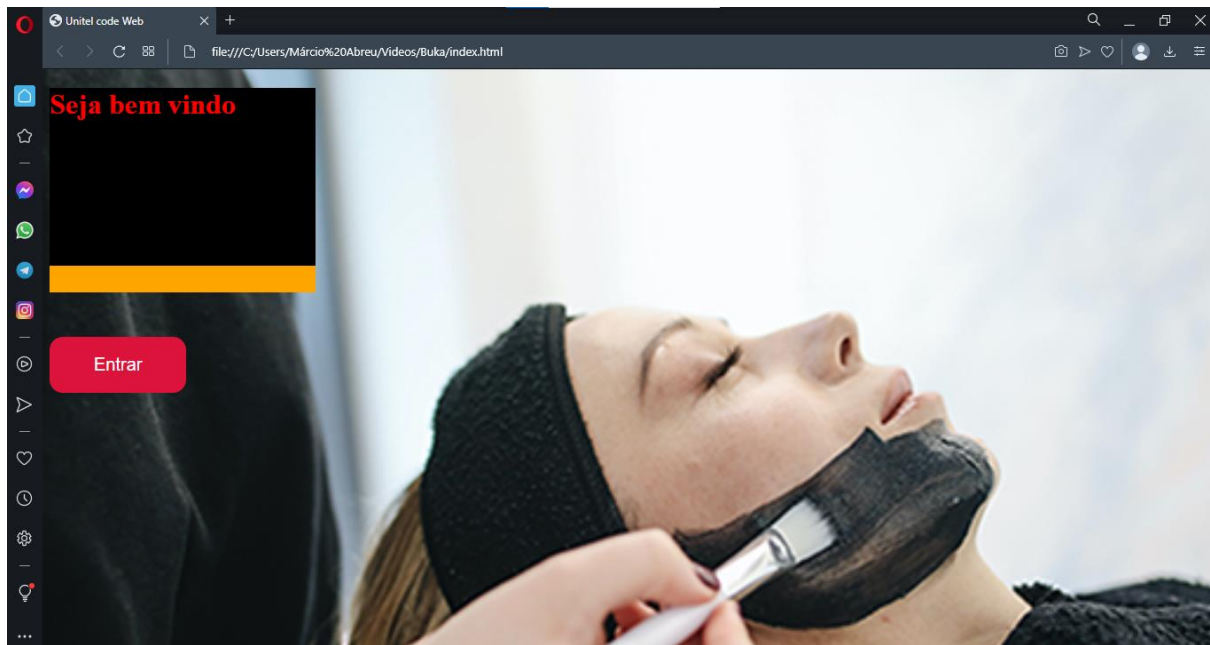 Unitel code Web
file:///C:/Users/Márcio%20Abreu/Videos/Buka/index.html
Seja bem vindo
Entrar